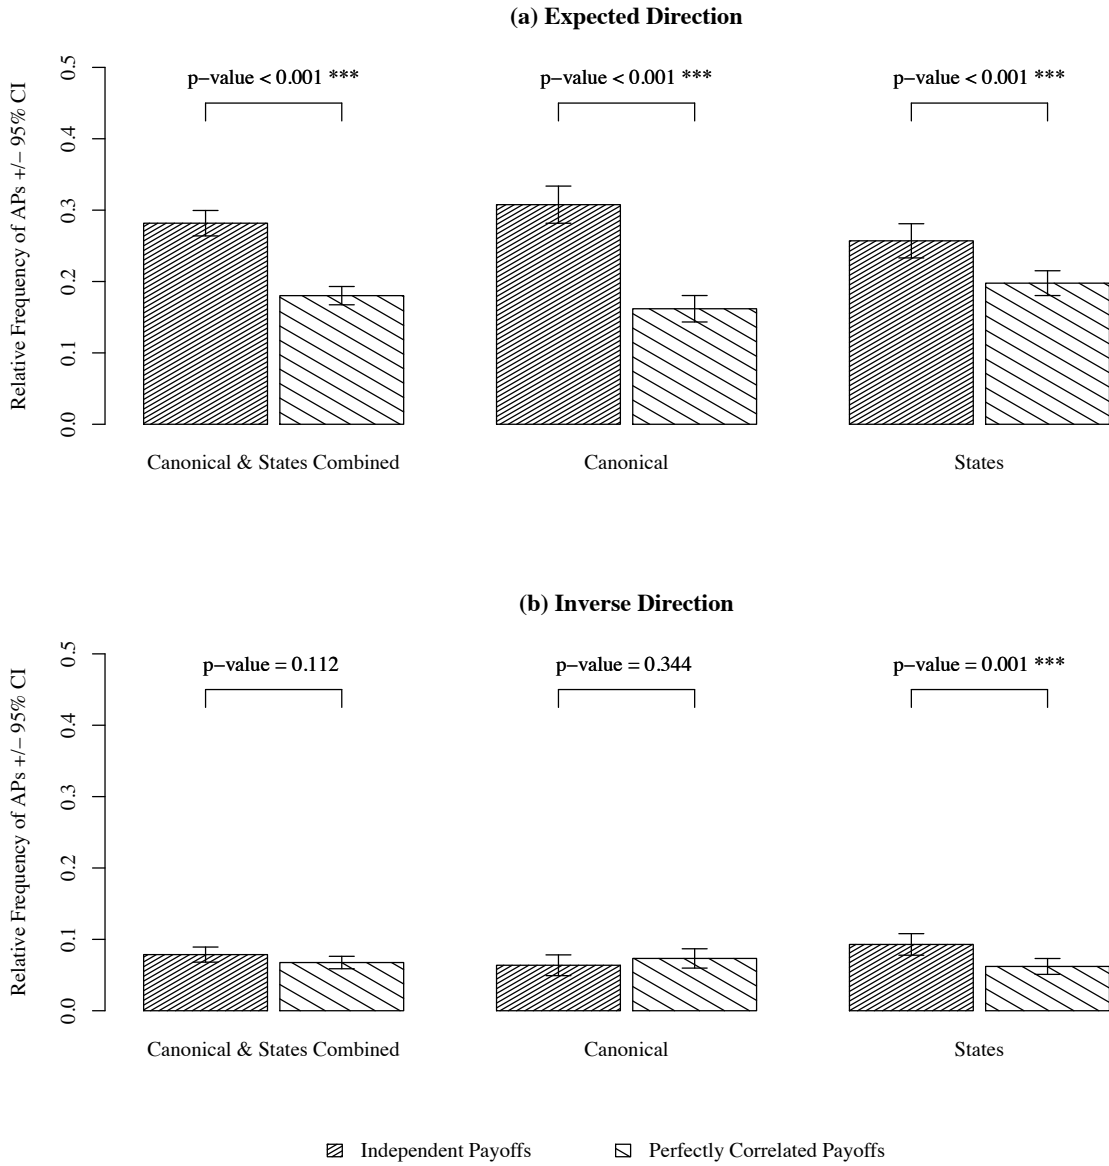 (a) Expected Direction
Relative Frequency of APs +/− 95% CI
0.0 0.1 0.2 0.3 0.4 0.5
p−value < 0.001 *** p−value < 0.001 *** p−value < 0.001 ***
Canonical & States Combined Canonical States
(b) Inverse Direction
Relative Frequency of APs +/− 95% CI
0.0 0.1 0.2 0.3 0.4 0.5
p−value = 0.112 p−value = 0.344 p−value = 0.001 ***
Canonical & States Combined Canonical States
Independent Payoffs Perfectly Correlated Payoffs